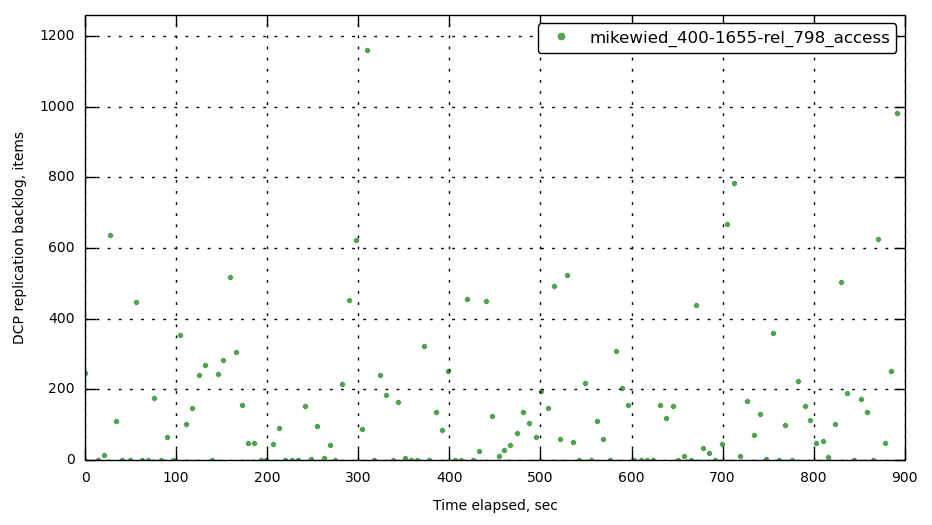 mikewied_400-1655-rel_798_access
DCP replication backlog, items
1200
1000
800
600
400
200
0
0 100 200 300 400 500 600 700 800 900
Time elapsed, sec